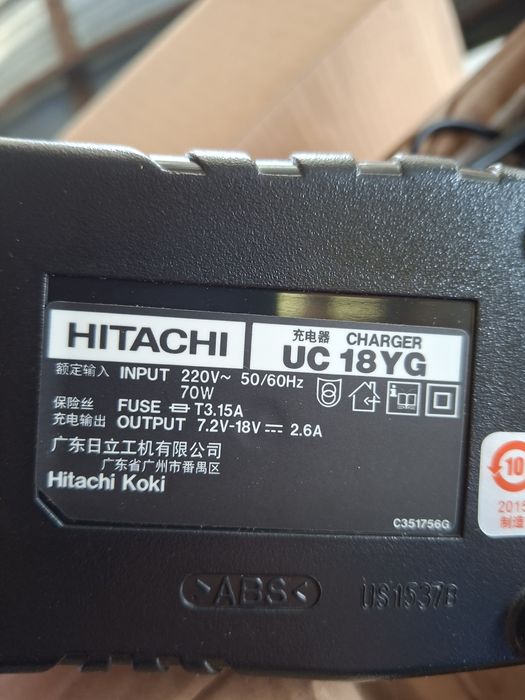 HITACHI
充电器 CHARGER
UC 18YG
额定输入 INPUT 220V~ 50/60Hz
70W
保险丝 FUSE T3.15A
充电输出 OUTPUT 7.2V-18V ⎓ 2.6A
广东日立工机有限公司
广东省广州市番禺区
Hitachi Koki
C351756G
10
2015
制造
>ABS<
US1537B